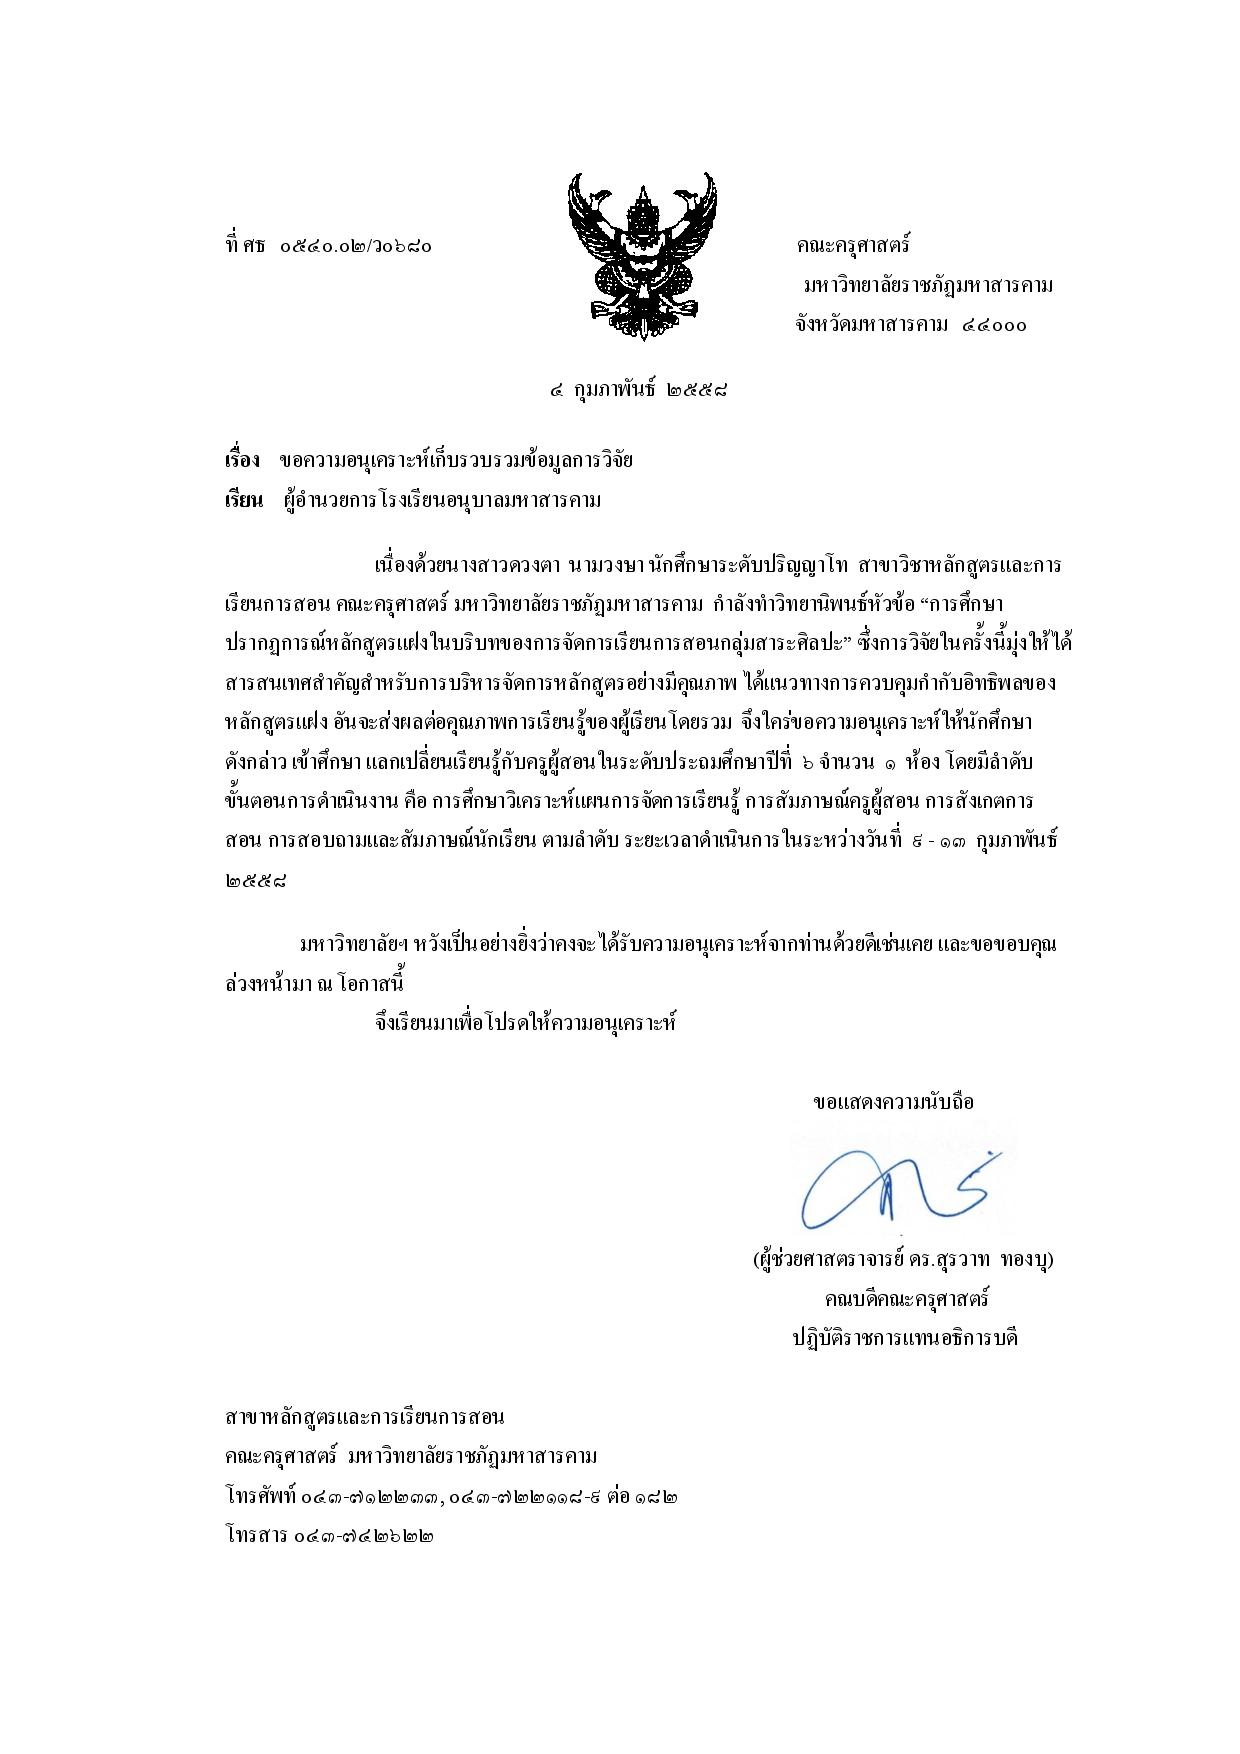 ที่ ศธ ๐๕๔๐.๐๒/ว๐๖๘๐
คณะครุศาสตร์
มหาวิทยาลัยราชภัฏมหาสารคาม
จังหวัดมหาสารคาม ๔๔๐๐๐
๔ กุมภาพันธ์ ๒๕๕๘
เรื่อง ขอความอนุเคราะห์เก็บรวบรวมข้อมูลการวิจัย
เรียน ผู้อำนวยการโรงเรียนอนุบาลมหาสารคาม
เนื่องด้วยนางสาวดวงตา นามวงษา นักศึกษาระดับปริญญาโท สาขาวิชาหลักสูตรและการ
เรียนการสอน คณะครุศาสตร์ มหาวิทยาลัยราชภัฏมหาสารคาม กำลังทำวิทยานิพนธ์หัวข้อ “การศึกษา
ปรากฏการณ์หลักสูตรแฝงในบริบทของการจัดการเรียนการสอนกลุ่มสาระศิลปะ” ซึ่งการวิจัยในครั้งนี้มุ่งให้ได้
สารสนเทศสำคัญสำหรับการบริหารจัดการหลักสูตรอย่างมีคุณภาพ ได้แนวทางการควบคุมกำกับอิทธิพลของ
หลักสูตรแฝง อันจะส่งผลต่อคุณภาพการเรียนรู้ของผู้เรียนโดยรวม จึงใคร่ขอความอนุเคราะห์ให้นักศึกษา
ดังกล่าว เข้าศึกษา แลกเปลี่ยนเรียนรู้กับครูผู้สอนในระดับประถมศึกษาปีที่ ๖ จำนวน ๑ ห้อง โดยมีลำดับ
ขั้นตอนการดำเนินงาน คือ การศึกษาวิเคราะห์แผนการจัดการเรียนรู้ การสัมภาษณ์ครูผู้สอน การสังเกตการ
สอน การสอบถามและสัมภาษณ์นักเรียน ตามลำดับ ระยะเวลาดำเนินการในระหว่างวันที่ ๙ - ๑๓ กุมภาพันธ์
๒๕๕๘
มหาวิทยาลัยฯ หวังเป็นอย่างยิ่งว่าคงจะได้รับความอนุเคราะห์จากท่านด้วยดีเช่นเคย และขอขอบคุณ
ล่วงหน้ามา ณ โอกาสนี้
จึงเรียนมาเพื่อโปรดให้ความอนุเคราะห์
ขอแสดงความนับถือ
(ผู้ช่วยศาสตราจารย์ ดร.สุรวาท ทองบุ)
คณบดีคณะครุศาสตร์
ปฏิบัติราชการแทนอธิการบดี
สาขาหลักสูตรและการเรียนการสอน
คณะครุศาสตร์ มหาวิทยาลัยราชภัฏมหาสารคาม
โทรศัพท์ ๐๔๓-๗๑๒๒๓๓, ๐๔๓-๗๒๒๑๑๘-๙ ต่อ ๑๘๒
โทรสาร ๐๔๓-๗๔๒๖๒๒